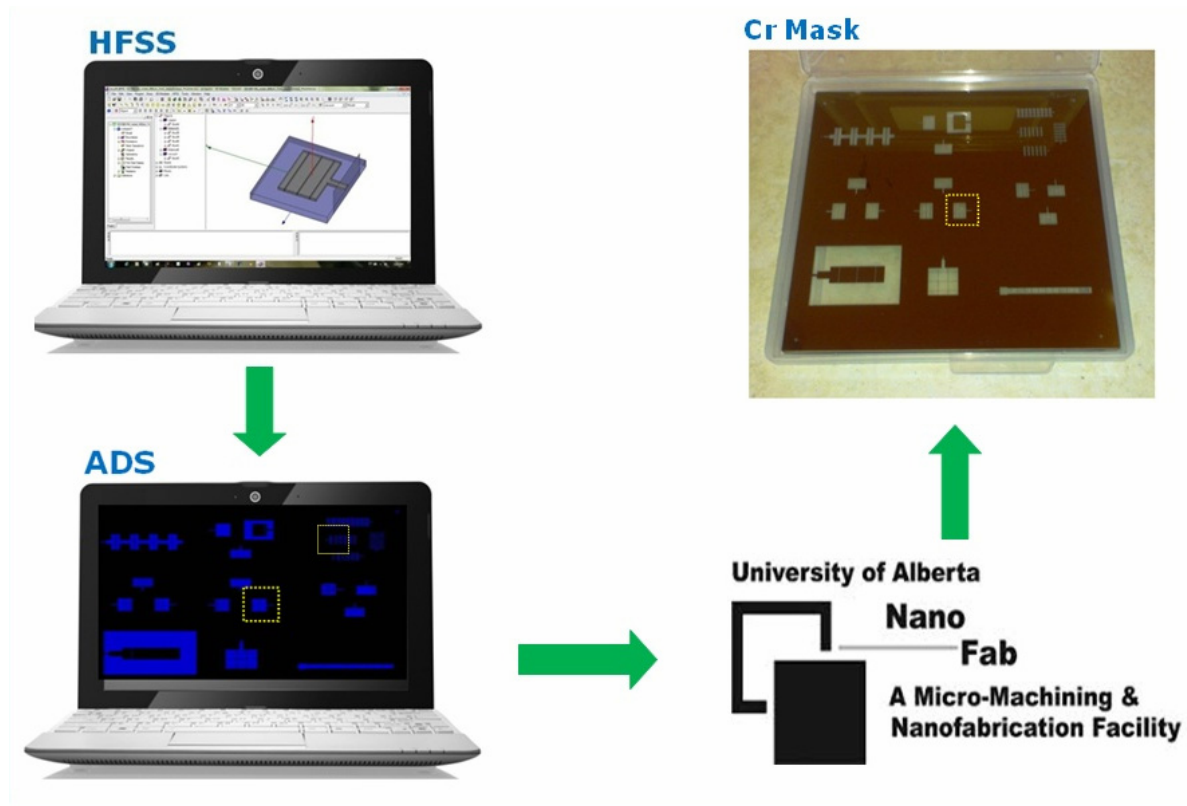 HFSS
Cr Mask
ADS
University of Alberta
Nano
Fab
A Micro-Machining &
Nanofabrication Facility